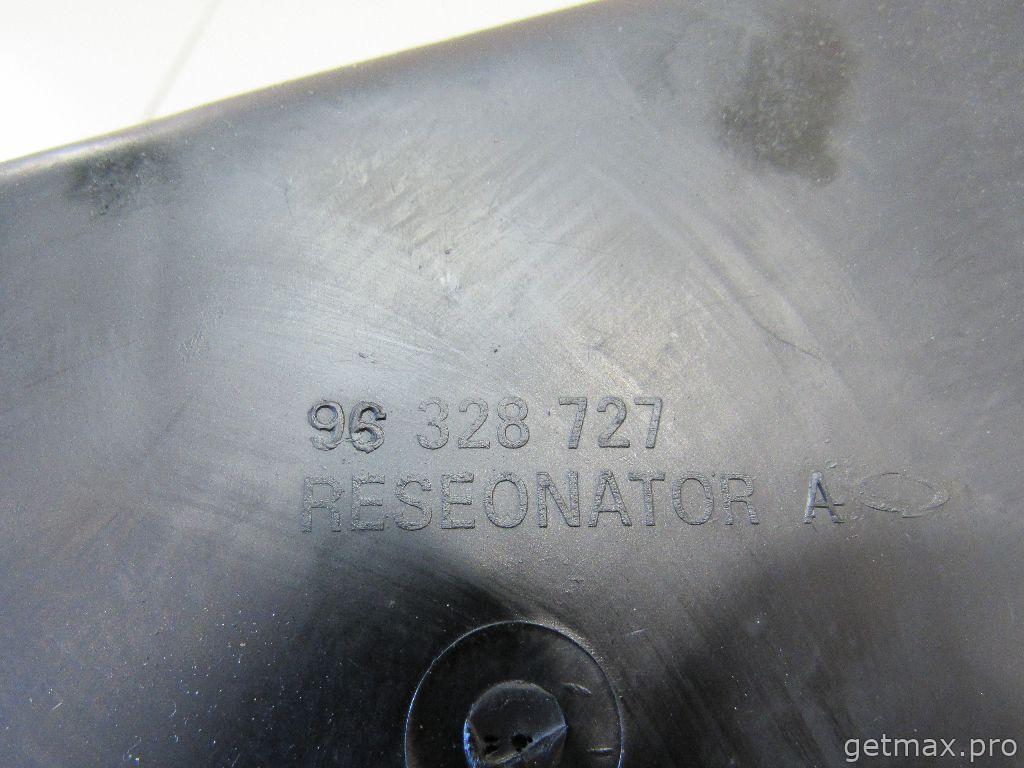 96 328 727
RESEONATOR A
getmax.pro